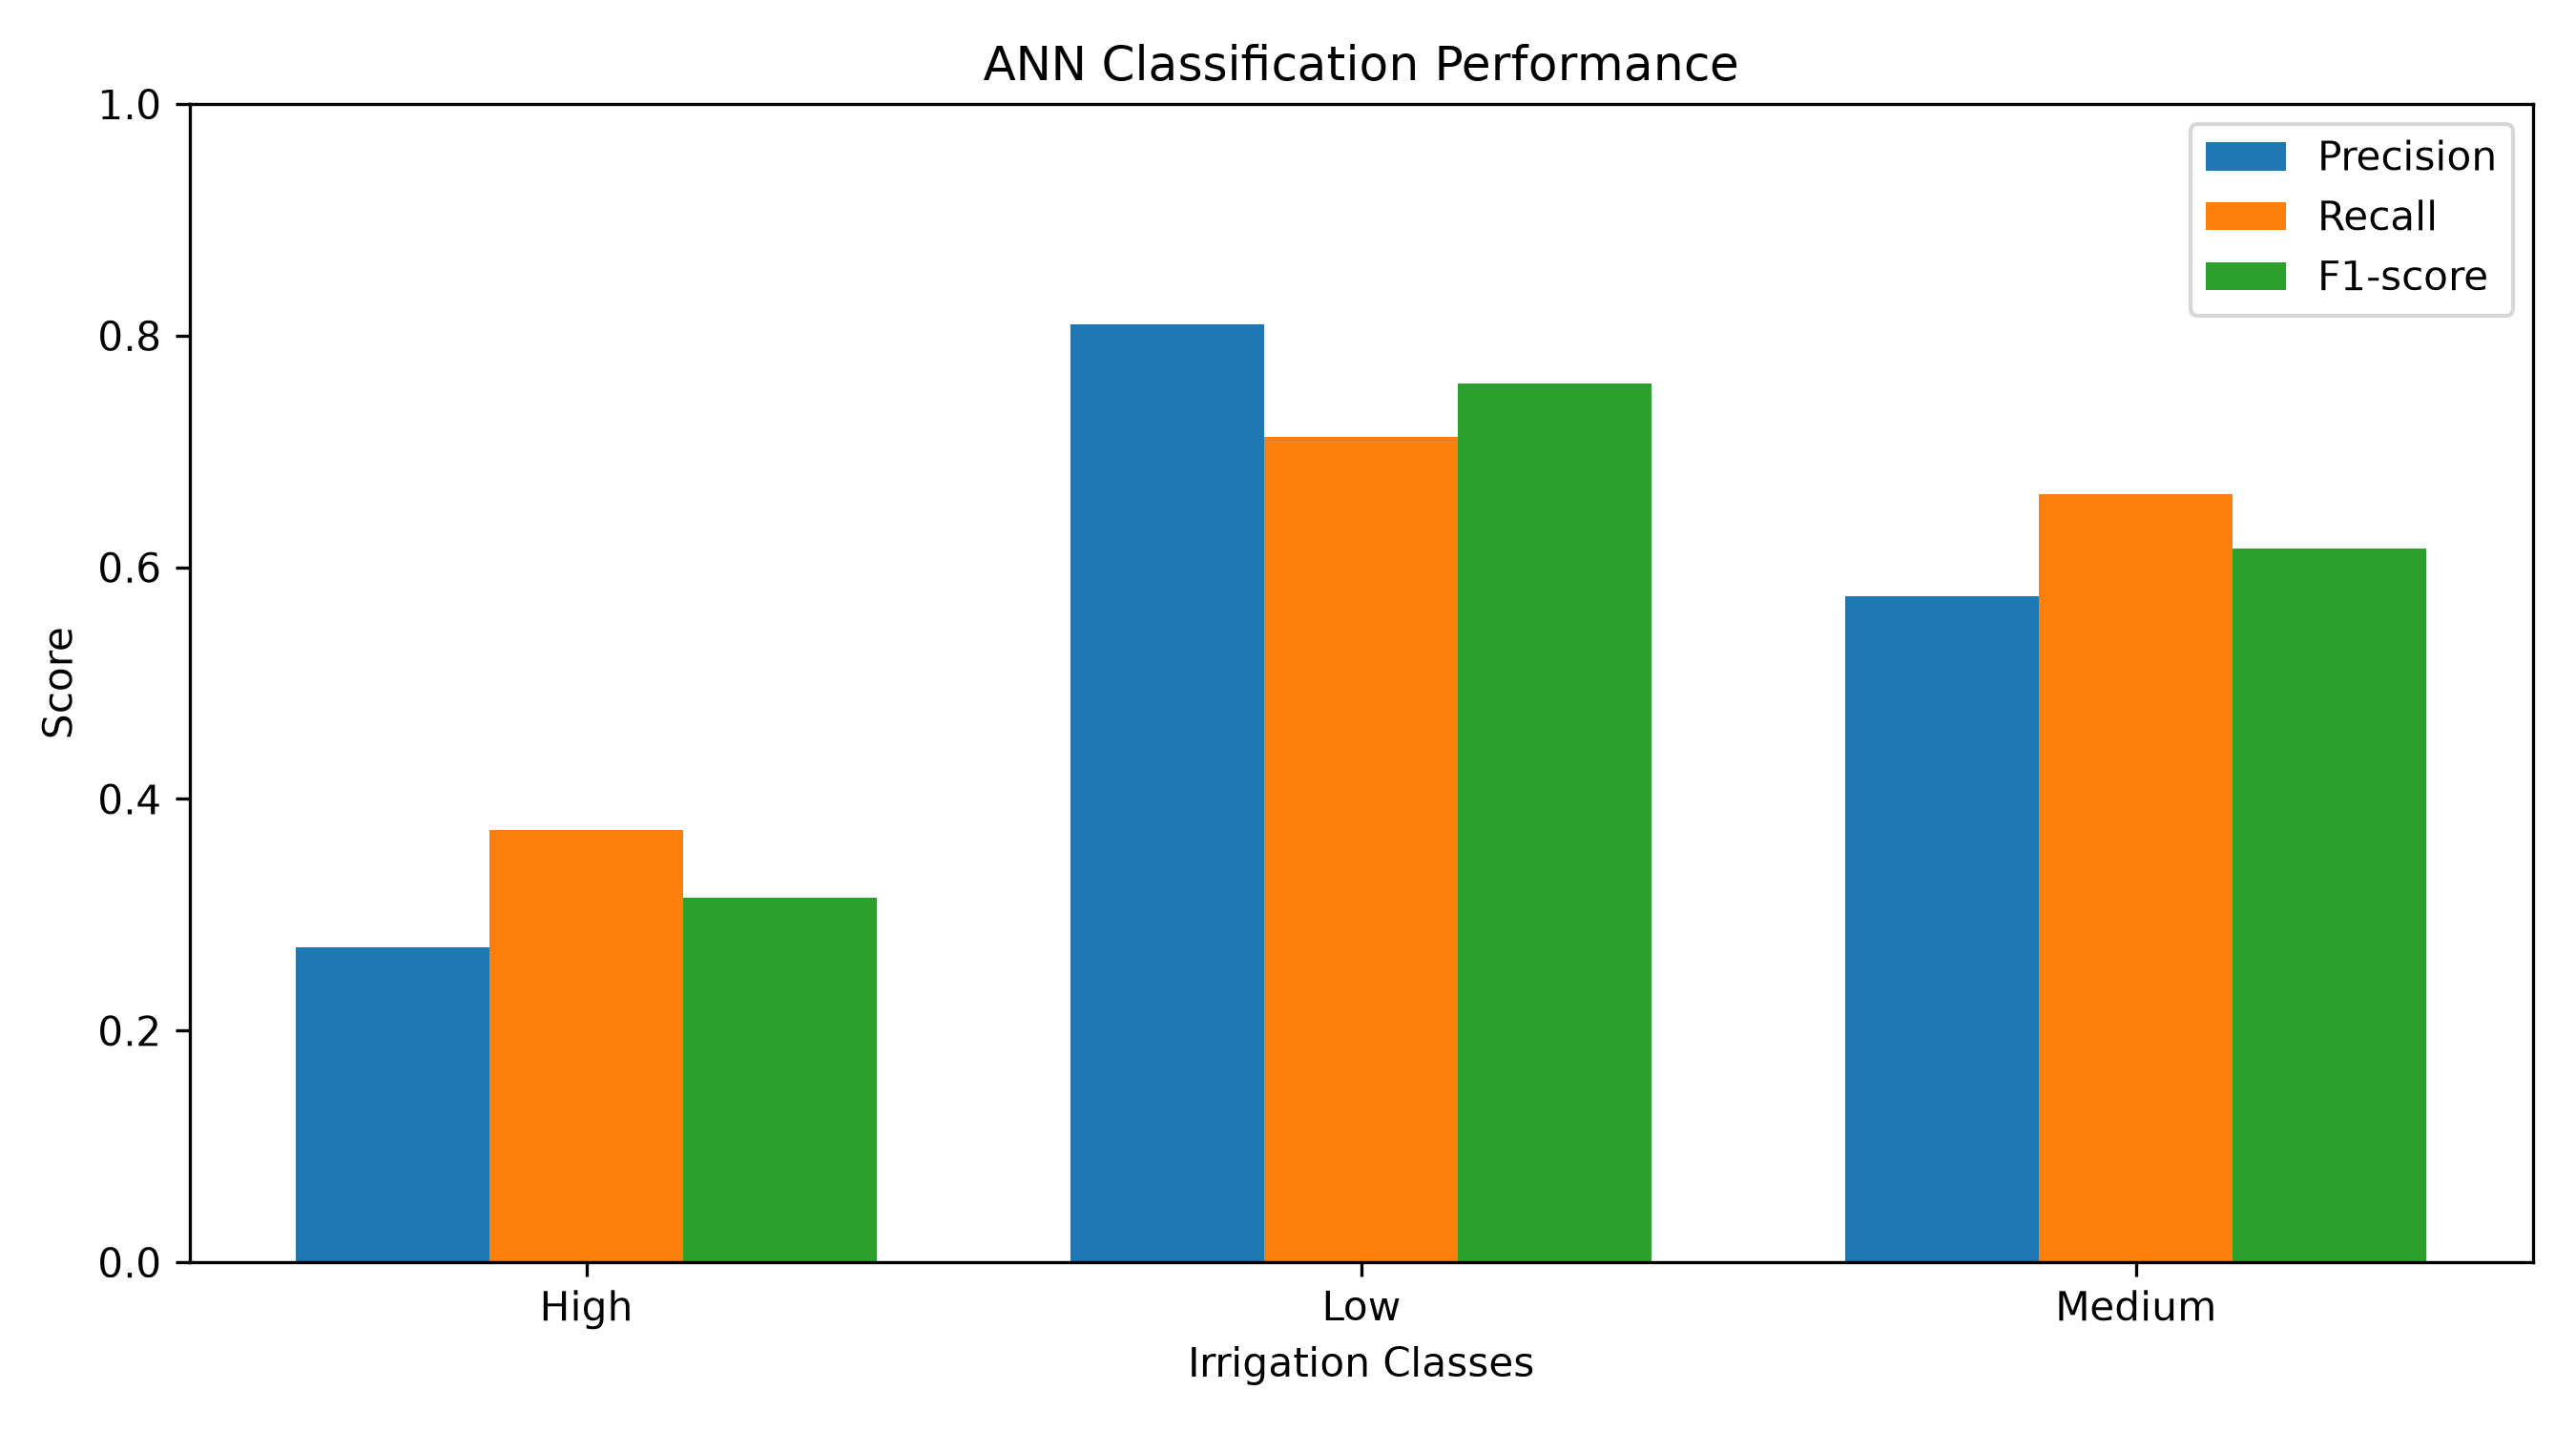 ANN Classification Performance
1.0
0.8
0.6
0.4
0.2
0.0
Score
Precision
Recall
F1-score
High
Low
Medium
Irrigation Classes